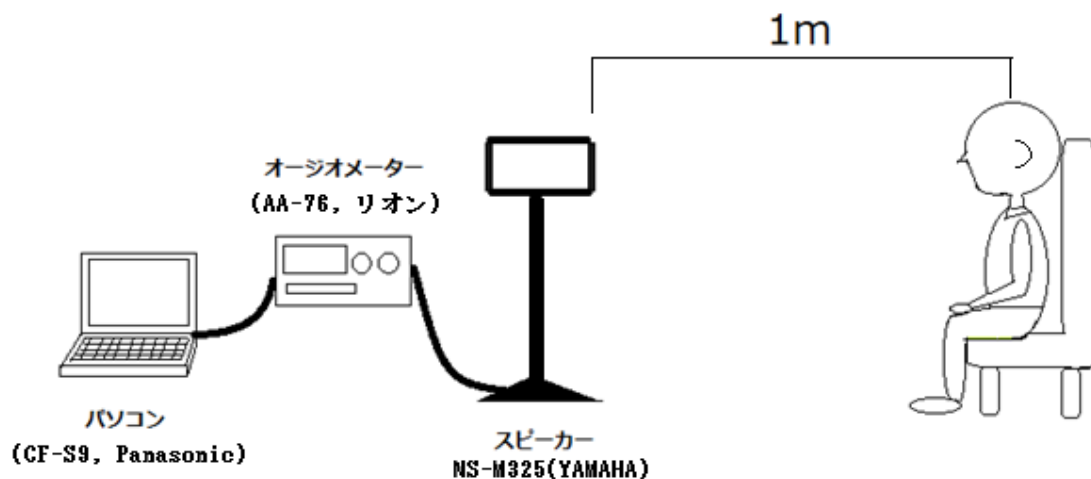 1m
オージオメーター
(AA-76, リオン)
パソコン
(CF-S9, Panasonic)
スピーカー
NS-M325(YAMAHA)